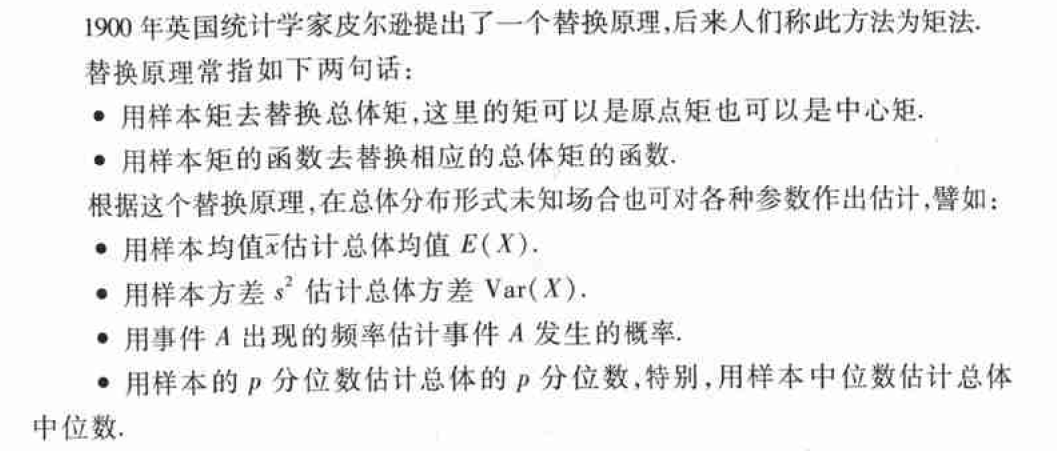 1900 年英国统计学家皮尔逊提出了一个替换原理,后来人们称此方法为矩法.
替换原理常指如下两句话:
• 用样本矩去替换总体矩,这里的矩可以是原点矩也可以是中心矩.
• 用样本矩的函数去替换相应的总体矩的函数.
根据这个替换原理,在总体分布形式未知场合也可对各种参数作出估计,譬如:
• 用样本均值x̄估计总体均值 E(X).
• 用样本方差 s² 估计总体方差 Var(X).
• 用事件 A 出现的频率估计事件 A 发生的概率.
• 用样本的 p 分位数估计总体的 p 分位数,特别,用样本中位数估计总体
中位数.